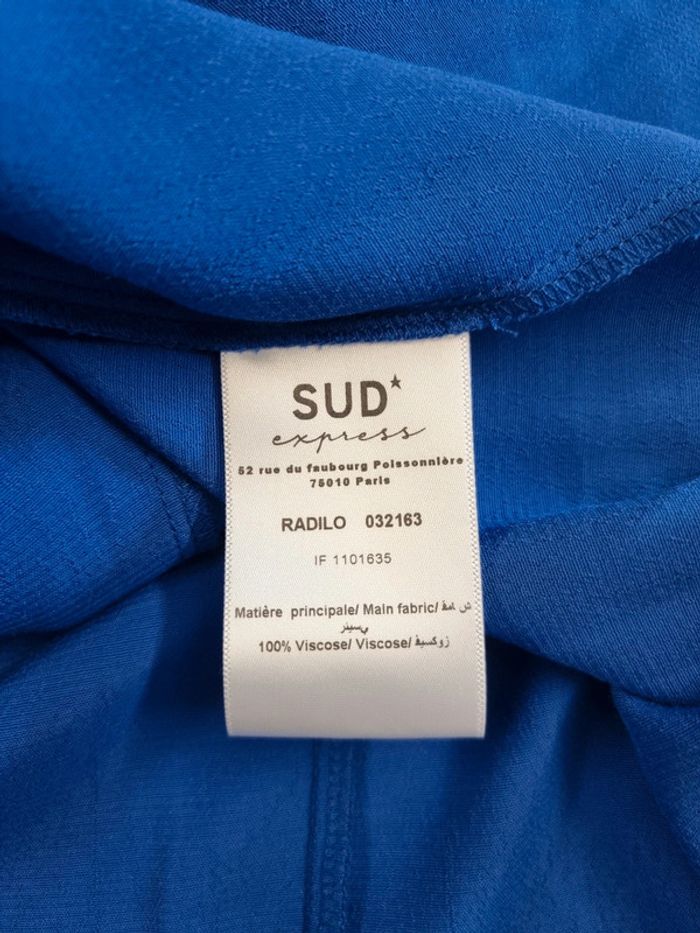 SUD*
express
52 rue du faubourg Poissonnière
75010 Paris
RADILO 032163
IF 1101635
Matière principale/ Main fabric/
100% Viscose/ Viscose/